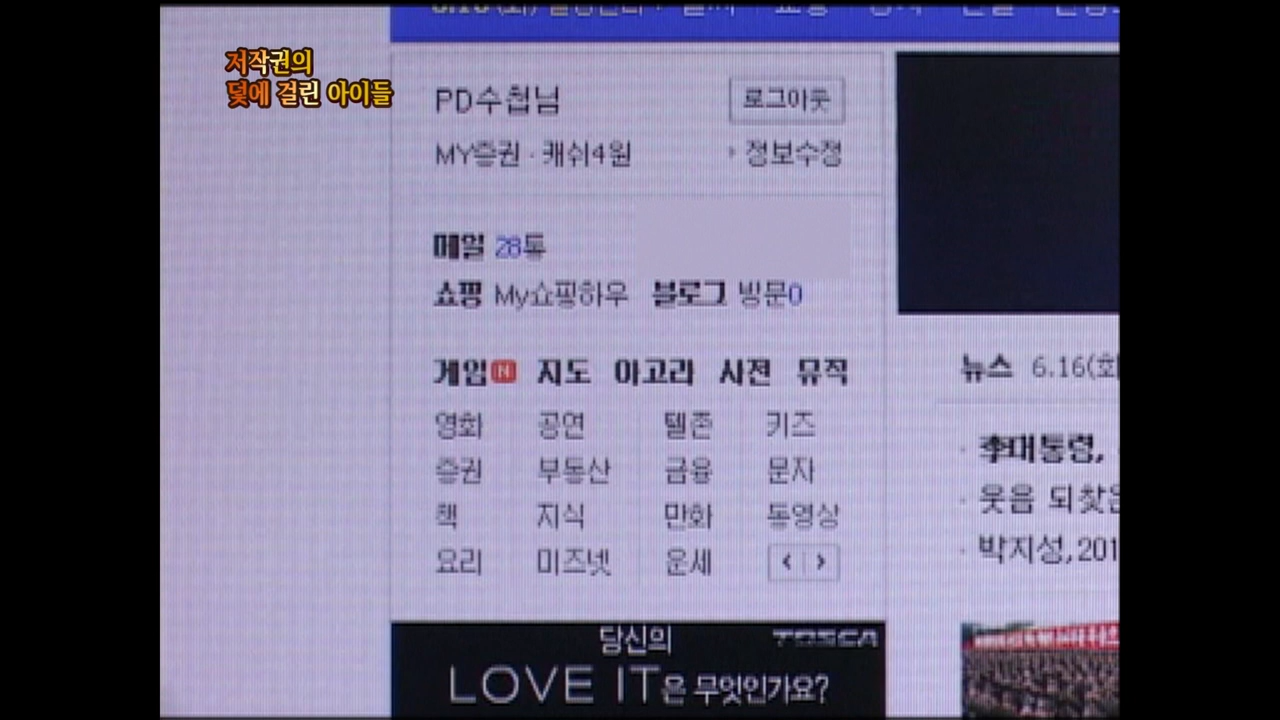 저작권의
덫에 걸린 아이들
PD수첩님 로그아웃
MY증권 · 캐쉬4원 › 정보수정
메일 28통
쇼핑 My쇼핑하우 블로그 방문0
게임 N 지도 아고라 사전 뮤직
영화 공연 텔존 키즈
증권 부동산 금융 문자
책 지식 만화 동영상
요리 미즈넷 운세 < >
뉴스 6.16(화
· 李대통령,
· 웃음 되찾은
· 박지성, 201
당신의 TOSCA
LOVE IT은 무엇인가요?